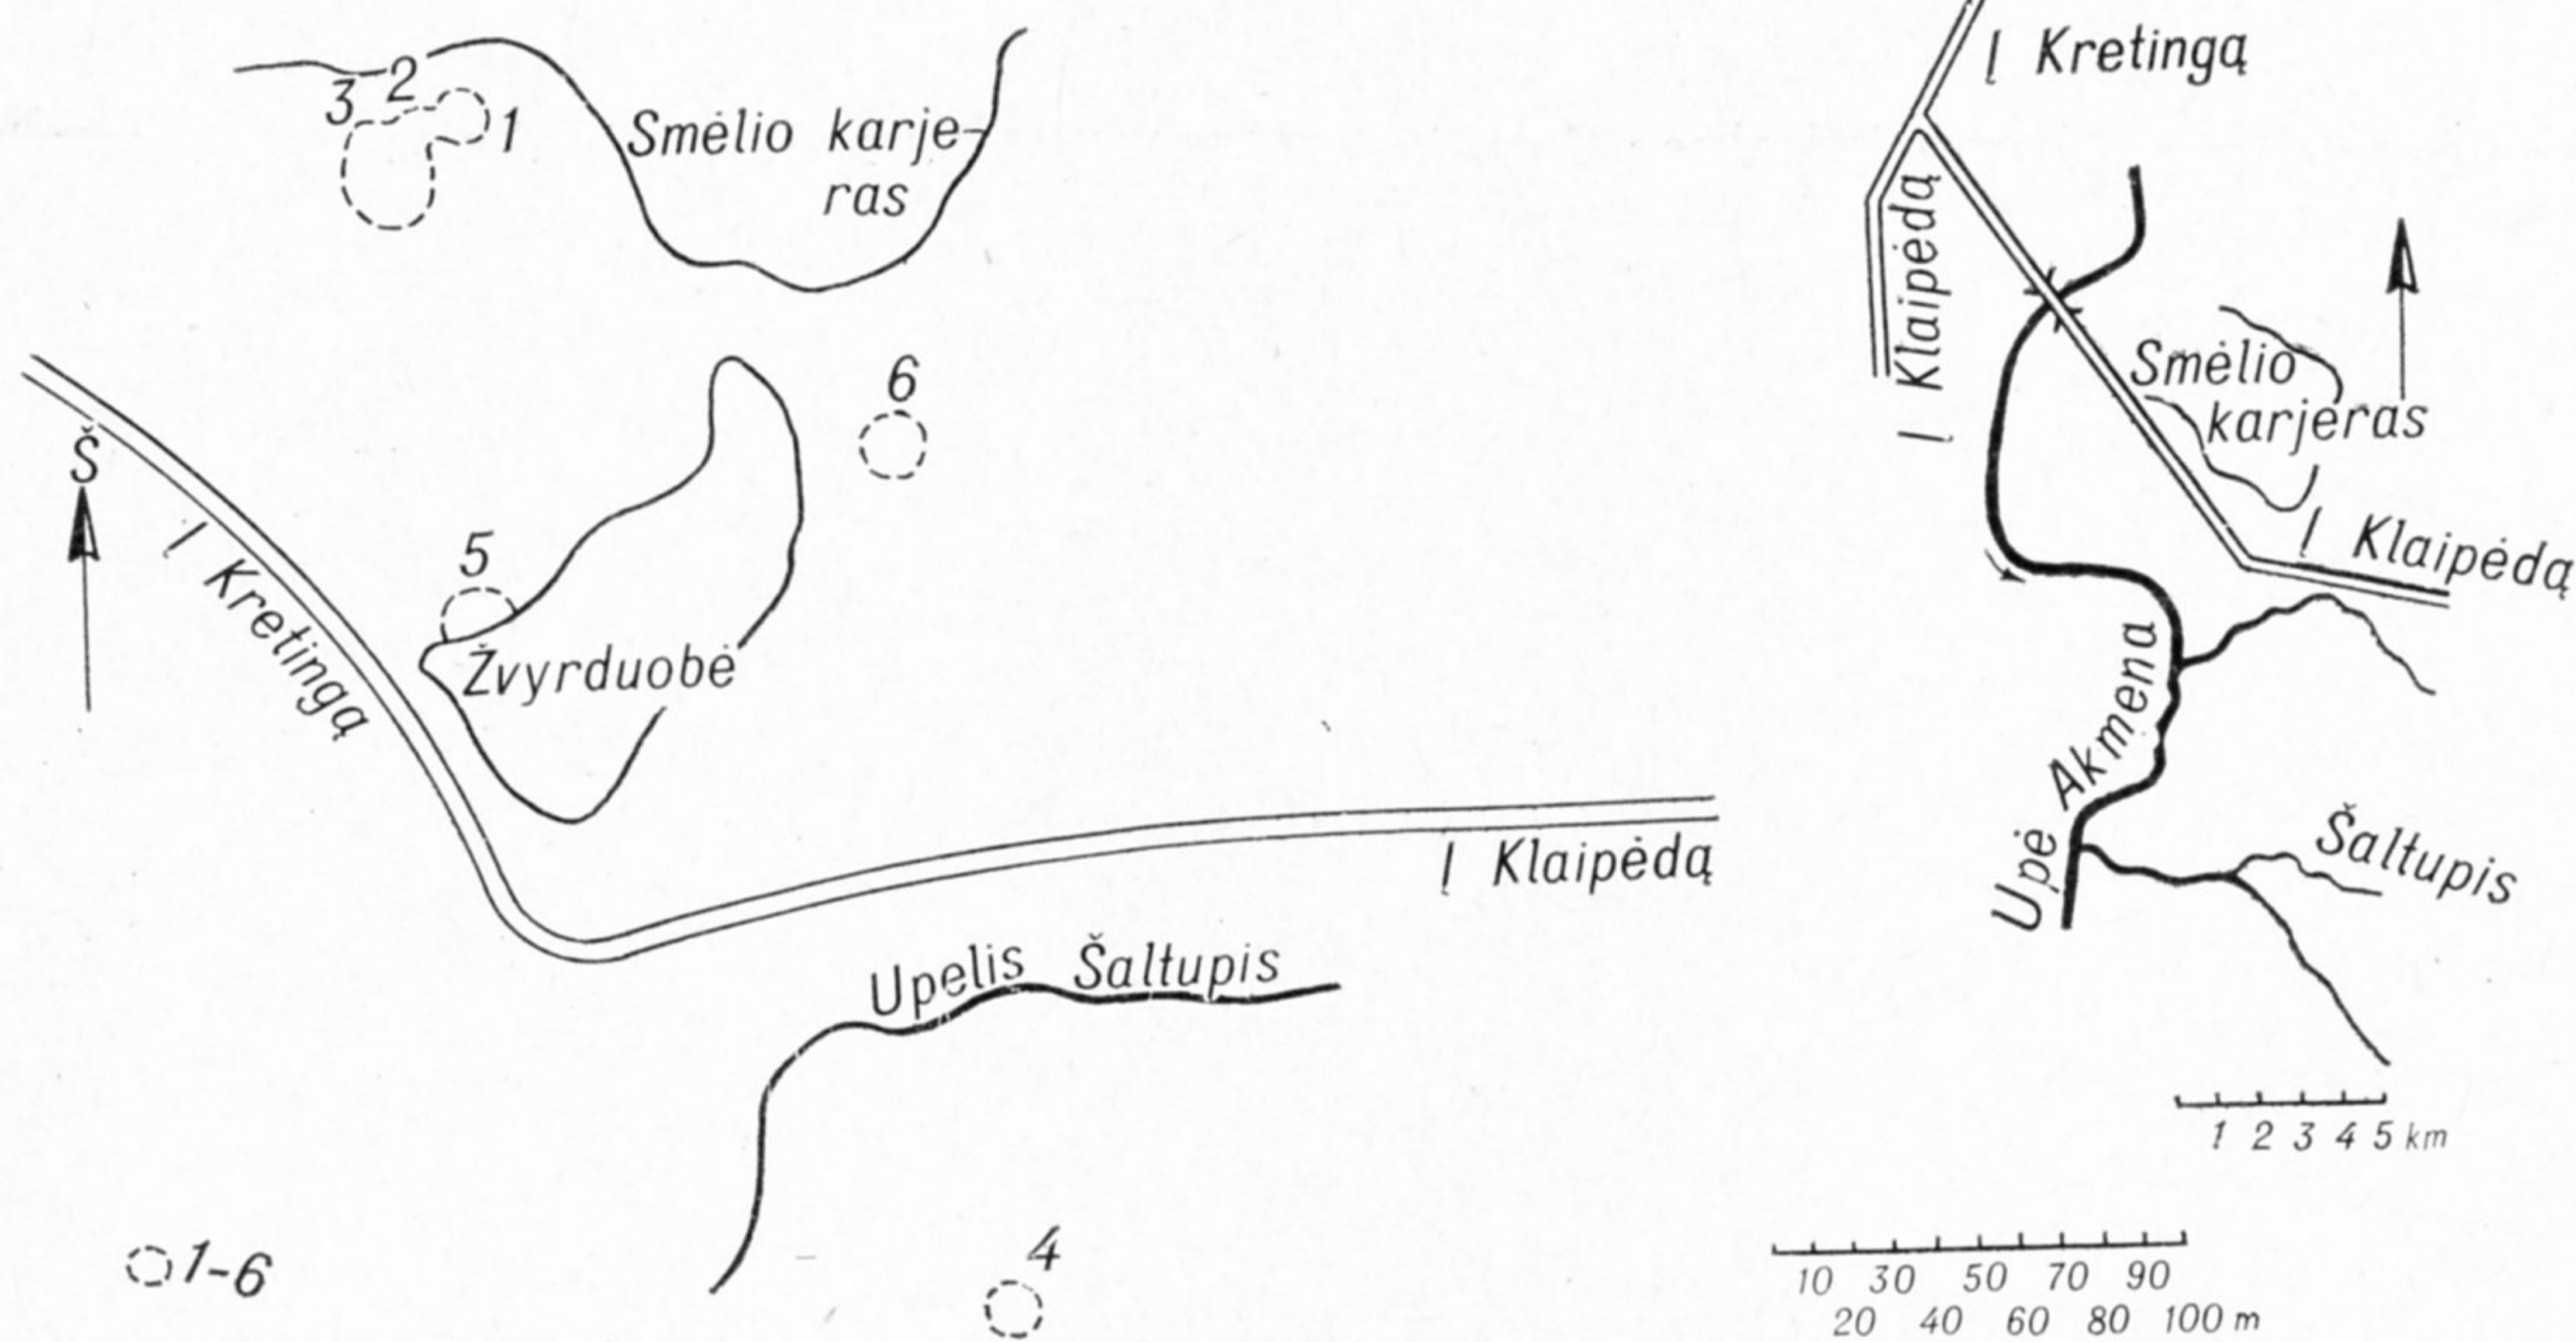 3
2
1
Smėlio karje-
ras
6
Š
5
Į Kretingą
Žvyrduobė
Į Klaipėdą
Upelis Šaltupis
1-6
4
Į Kretingą
Į Klaipėdą
Smėlio
karjeras
Į Klaipėdą
Upė Akmena
Šaltupis
1 2 3 4 5 km
10 30 50 70 90
20 40 60 80 100 m